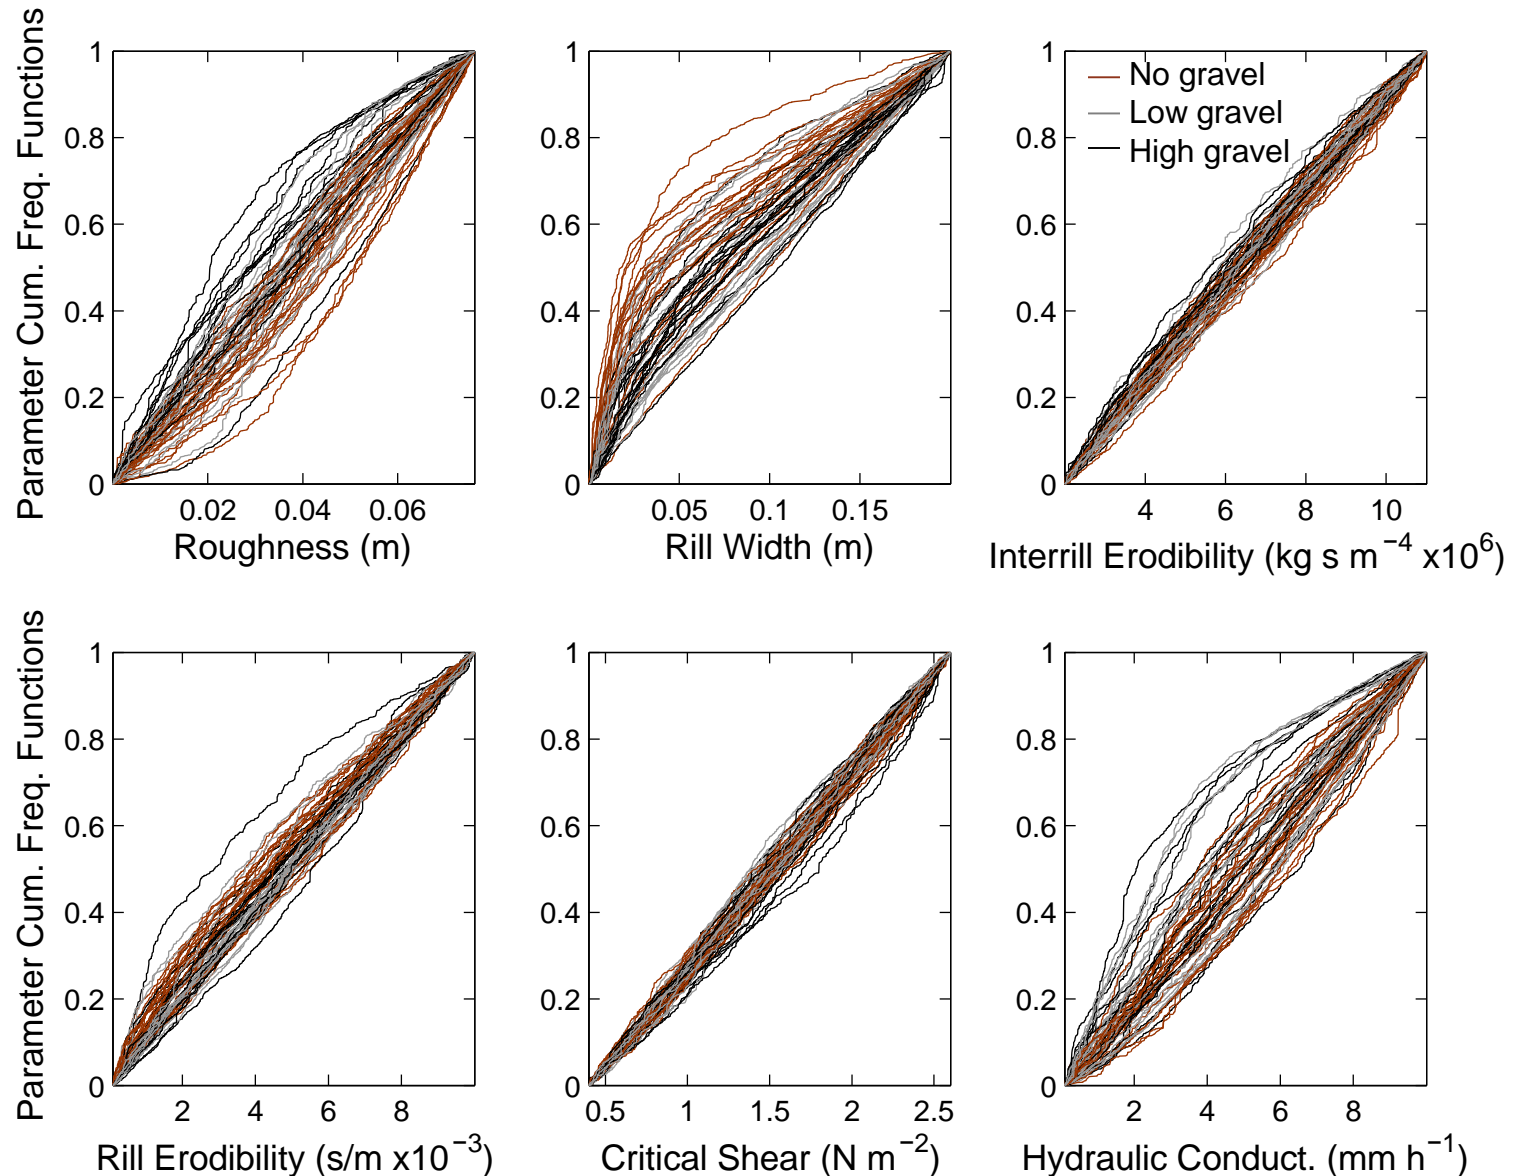 Parameter Cum. Freq. Functions
1
0.8
0.6
0.4
0.2
0
0.02 0.04 0.06
Roughness (m)
1
0.8
0.6
0.4
0.2
0
0.05 0.1 0.15
Rill Width (m)
1
0.8
0.6
0.4
0.2
0
No gravel
Low gravel
High gravel
4 6 8 10
Interrill Erodibility (kg s m⁻⁴ x10⁶)
Parameter Cum. Freq. Functions
1
0.8
0.6
0.4
0.2
0
2 4 6 8
Rill Erodibility (s/m x10⁻³)
1
0.8
0.6
0.4
0.2
0
0.5 1 1.5 2 2.5
Critical Shear (N m⁻²)
1
0.8
0.6
0.4
0.2
0
2 4 6 8
Hydraulic Conduct. (mm h⁻¹)